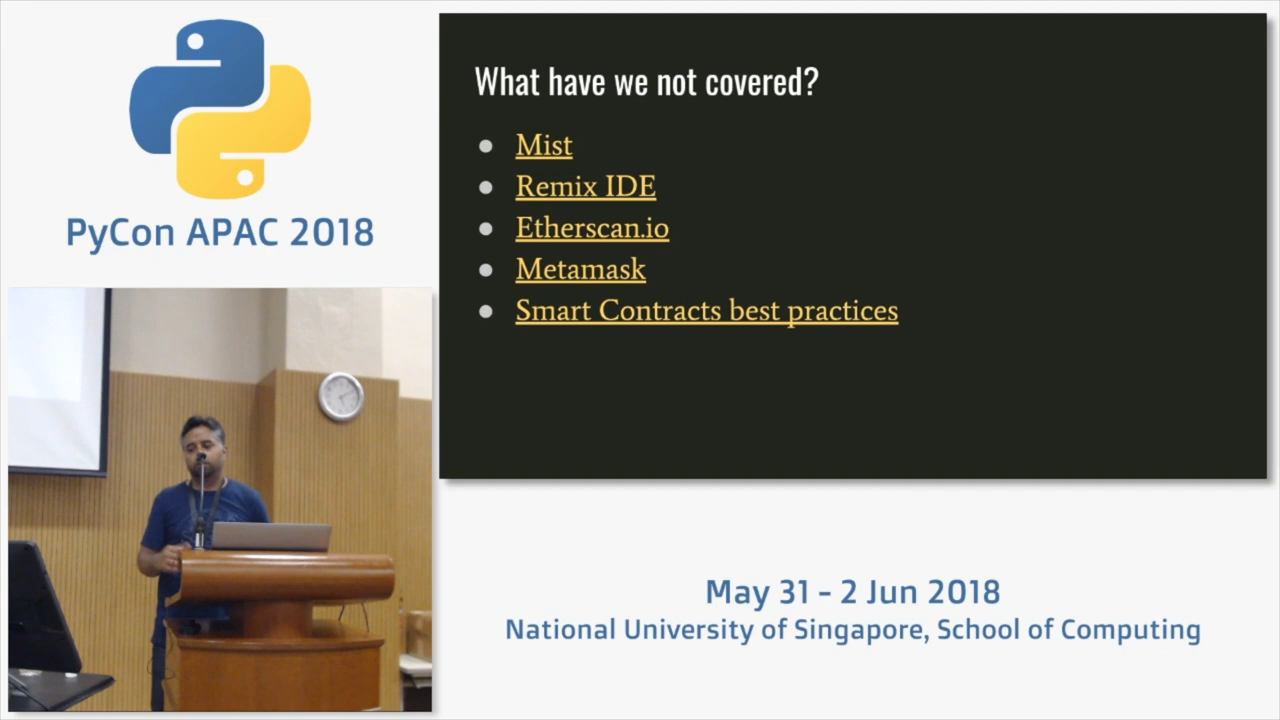 PyCon APAC 2018
What have we not covered?
Mist
Remix IDE
Etherscan.io
Metamask
Smart Contracts best practices
May 31 - 2 Jun 2018
National University of Singapore, School of Computing